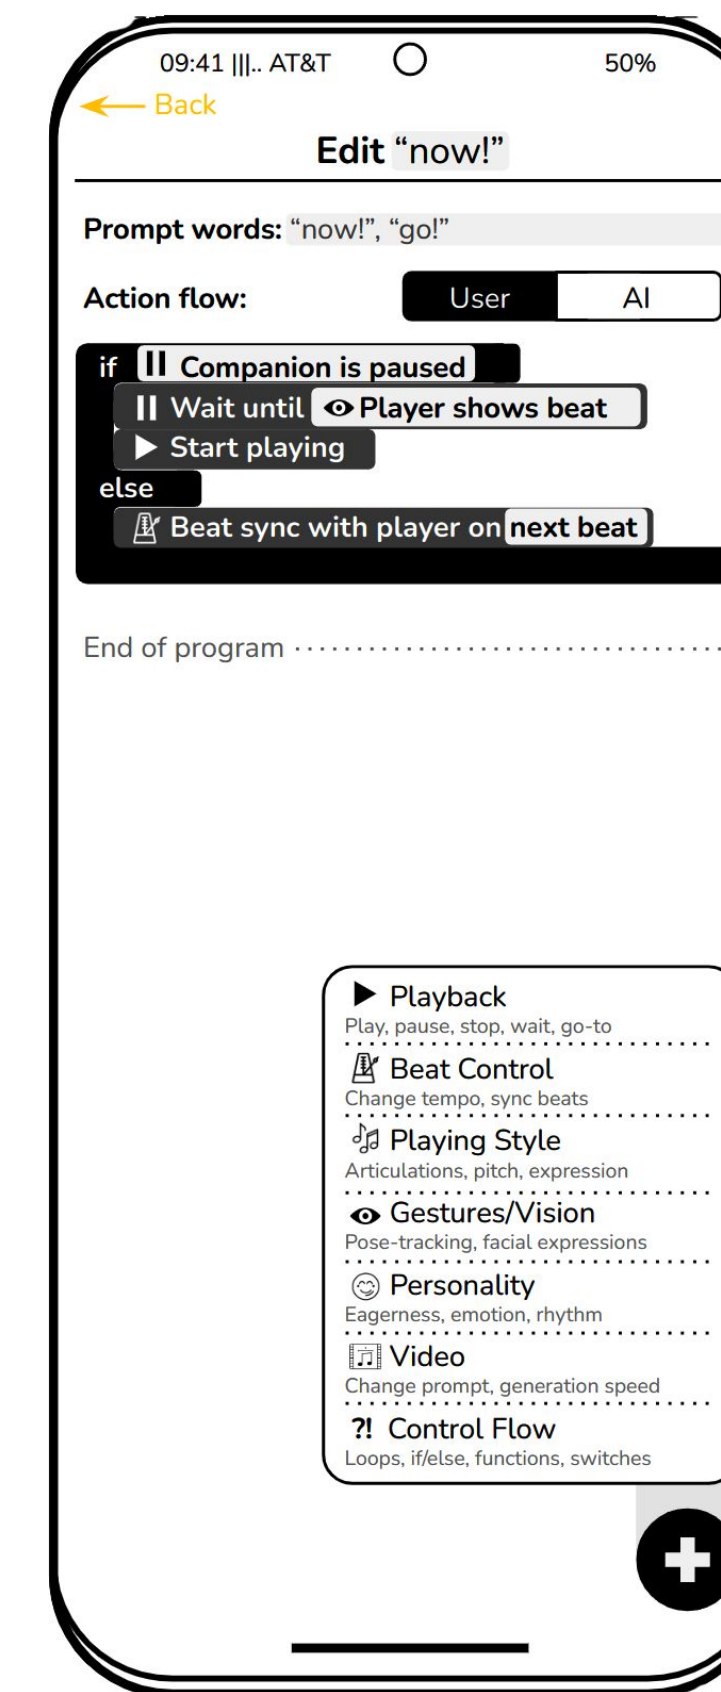 09:41 |||.. AT&T 50%
Back
Edit “now!”
Prompt words: “now!”, “go!”
Action flow: User AI
if Companion is paused
Wait until Player shows beat
Start playing
else
Beat sync with player on next beat
End of program
Playback
Play, pause, stop, wait, go-to
Beat Control
Change tempo, sync beats
Playing Style
Articulations, pitch, expression
Gestures/Vision
Pose-tracking, facial expressions
Personality
Eagerness, emotion, rhythm
Video
Change prompt, generation speed
?! Control Flow
Loops, if/else, functions, switches